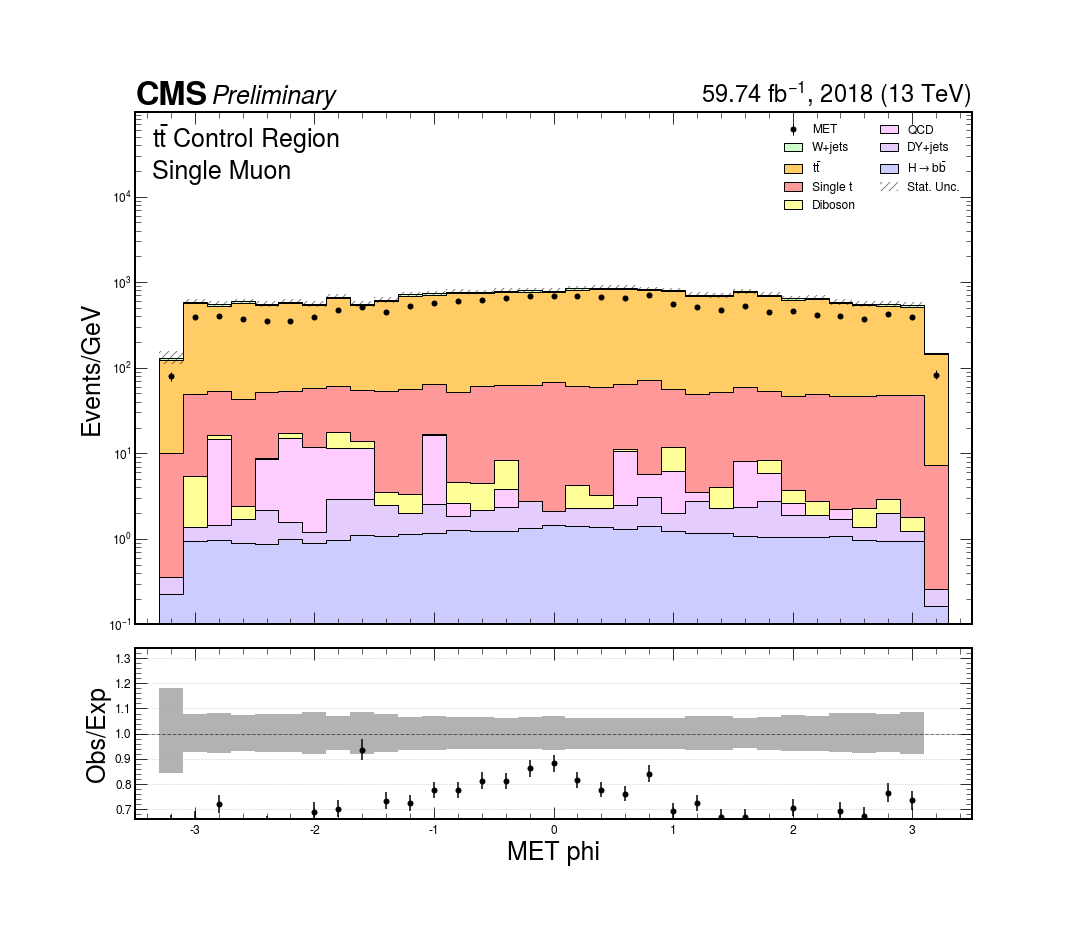 CMS Preliminary
59.74 fb⁻¹, 2018 (13 TeV)
tt̄ Control Region
Single Muon
MET
W+jets
tt̄
Single t
Diboson
QCD
DY+jets
H→bb̄
Stat. Unc.
Events/GeV
10⁴
10³
10²
10¹
10⁰
10⁻¹
Obs/Exp
1.3
1.2
1.1
1.0
0.9
0.8
0.7
-3 -2 -1 0 1 2 3
MET phi